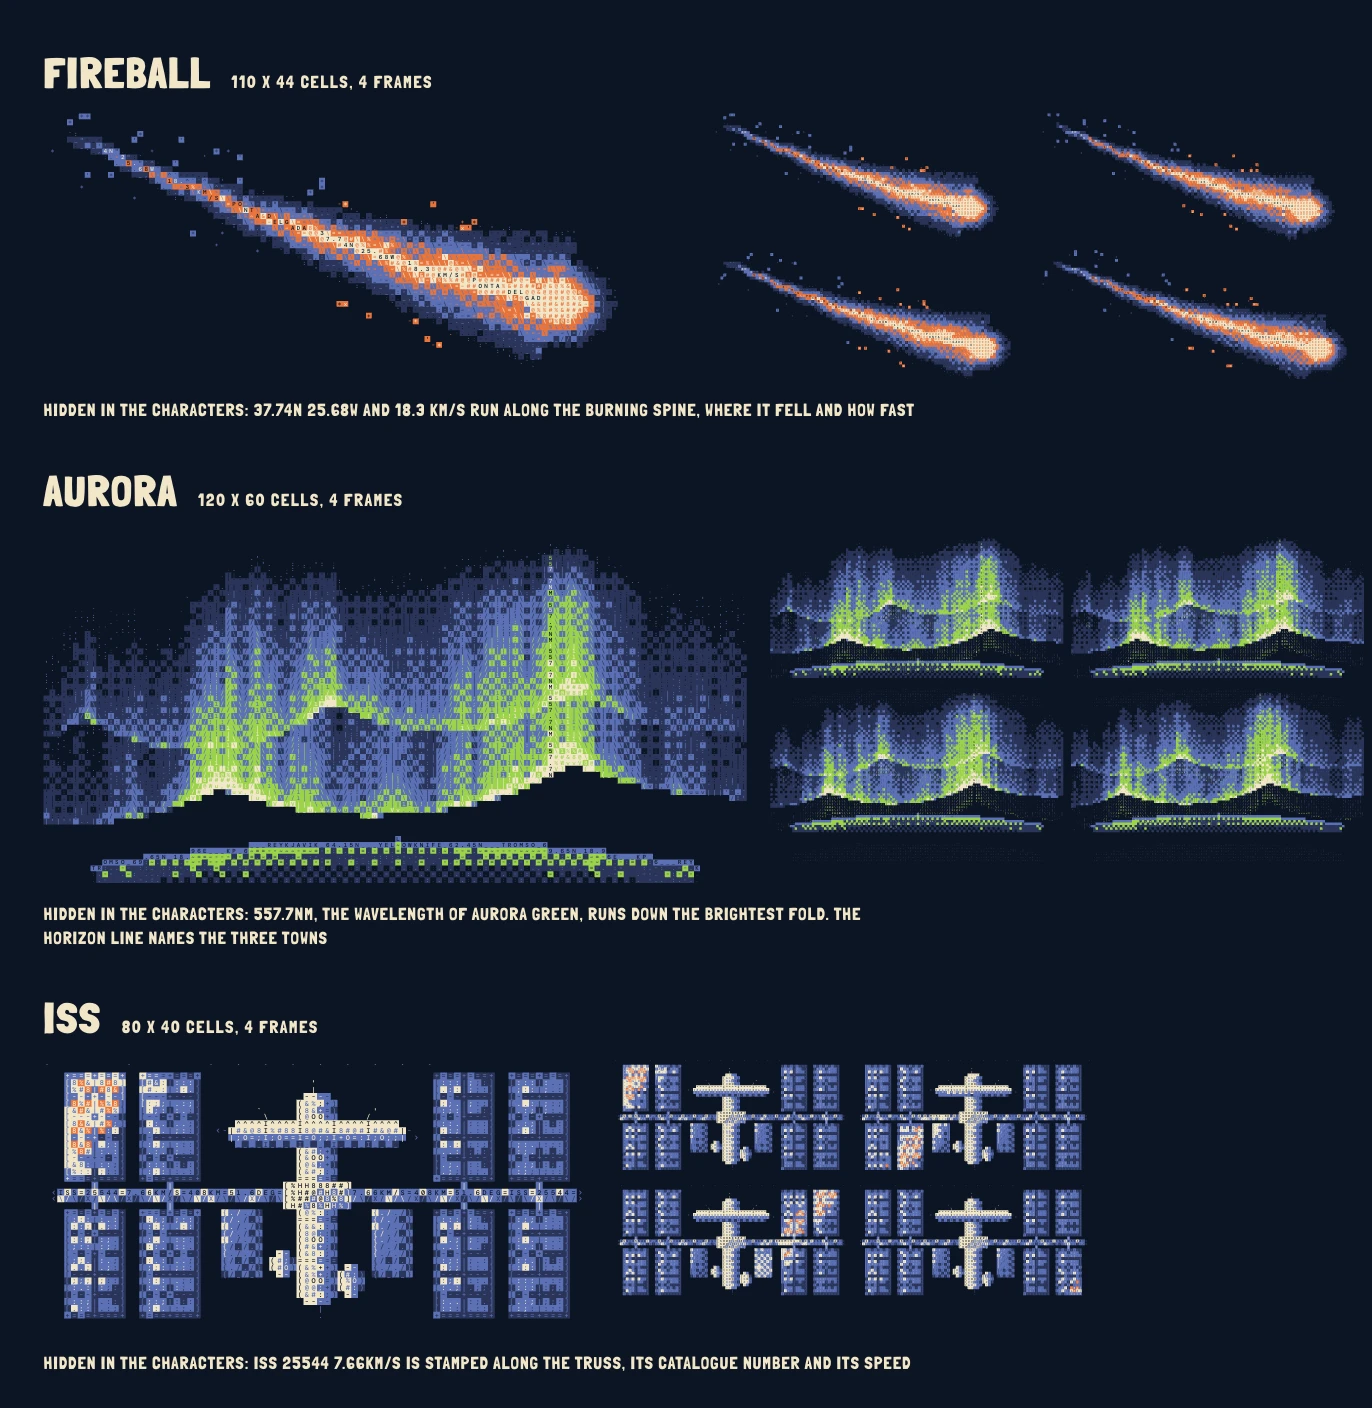 FIREBALL 110 X 44 CELLS, 4 FRAMES
HIDDEN IN THE CHARACTERS: 37.74N 25.68W AND 18.3 KM/S RUN ALONG THE BURNING SPINE, WHERE IT FELL AND HOW FAST
AURORA 120 X 60 CELLS, 4 FRAMES
HIDDEN IN THE CHARACTERS: 557.7NM, THE WAVELENGTH OF AURORA GREEN, RUNS DOWN THE BRIGHTEST FOLD. THE
HORIZON LINE NAMES THE THREE TOWNS
ISS 80 X 40 CELLS, 4 FRAMES
HIDDEN IN THE CHARACTERS: ISS 25544 7.66KM/S IS STAMPED ALONG THE TRUSS, ITS CATALOGUE NUMBER AND ITS SPEED